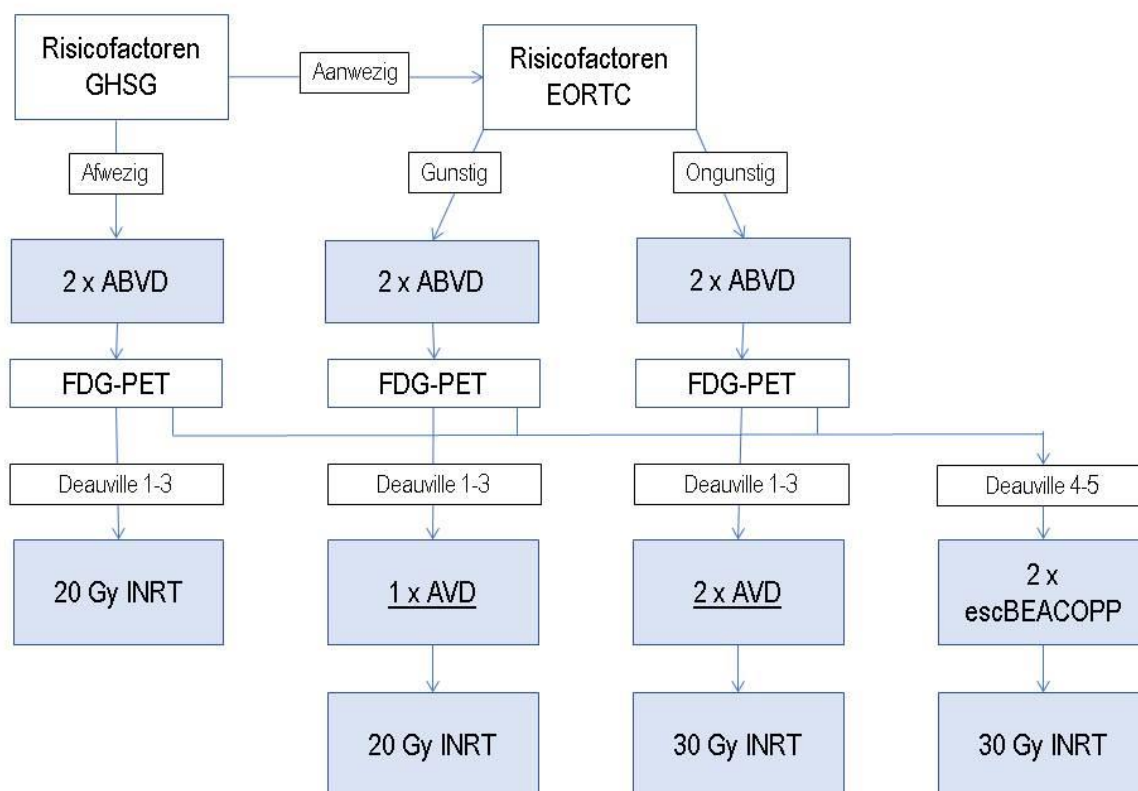 Risicofactoren
GHSG
Aanwezig
Risicofactoren
EORTC
Afwezig
Gunstig
Ongunstig
2 x ABVD
2 x ABVD
2 x ABVD
FDG-PET
FDG-PET
FDG-PET
Deauville 1-3
Deauville 1-3
Deauville 1-3
Deauville 4-5
20 Gy INRT
1 x AVD
2 x AVD
2 x
escBEACOPP
20 Gy INRT
30 Gy INRT
30 Gy INRT